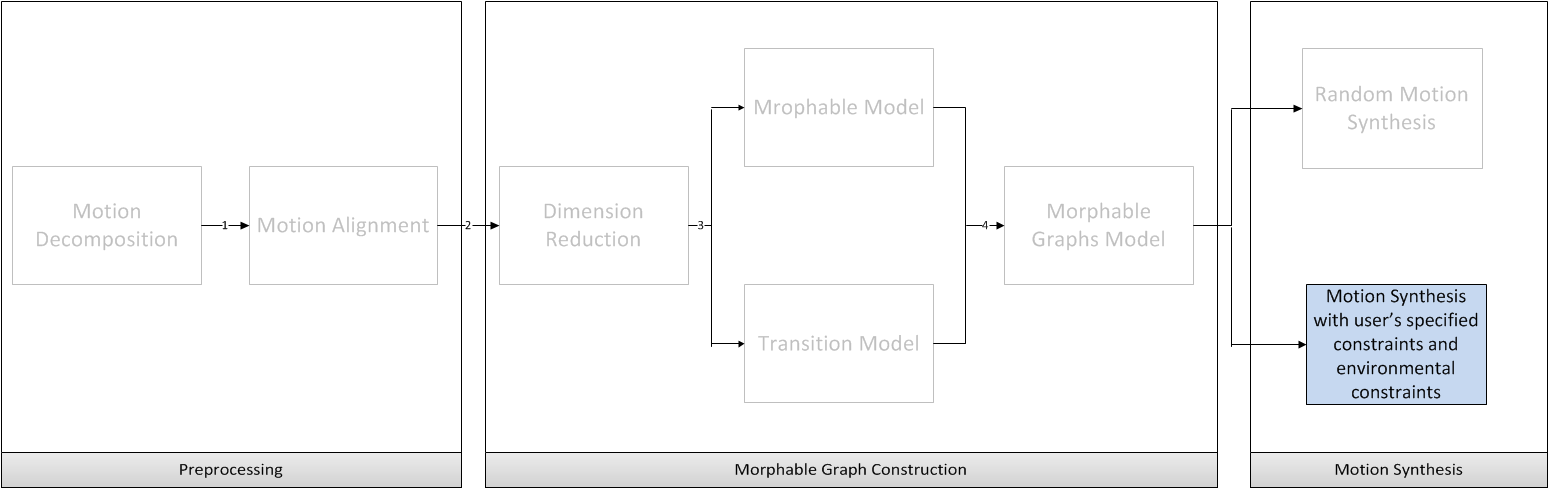 Motion
Decomposition
1
Motion Alignment
2
Dimension
Reduction
3
Mrophable Model
Transition Model
4
Morphable
Graphs Model
Random Motion
Synthesis
Motion Synthesis
with user’s specified
constraints and
environmental
constraints
Preprocessing
Morphable Graph Construction
Motion Synthesis